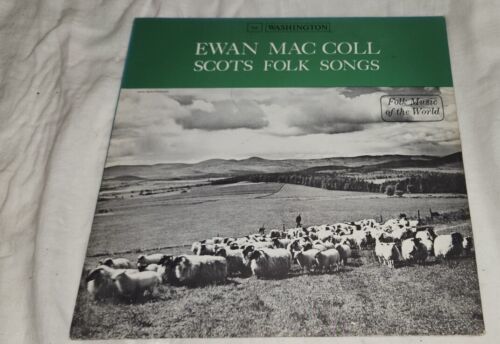 WASHINGTON
EWAN MAC COLL
SCOTS FOLK SONGS
Folk Music
of the World